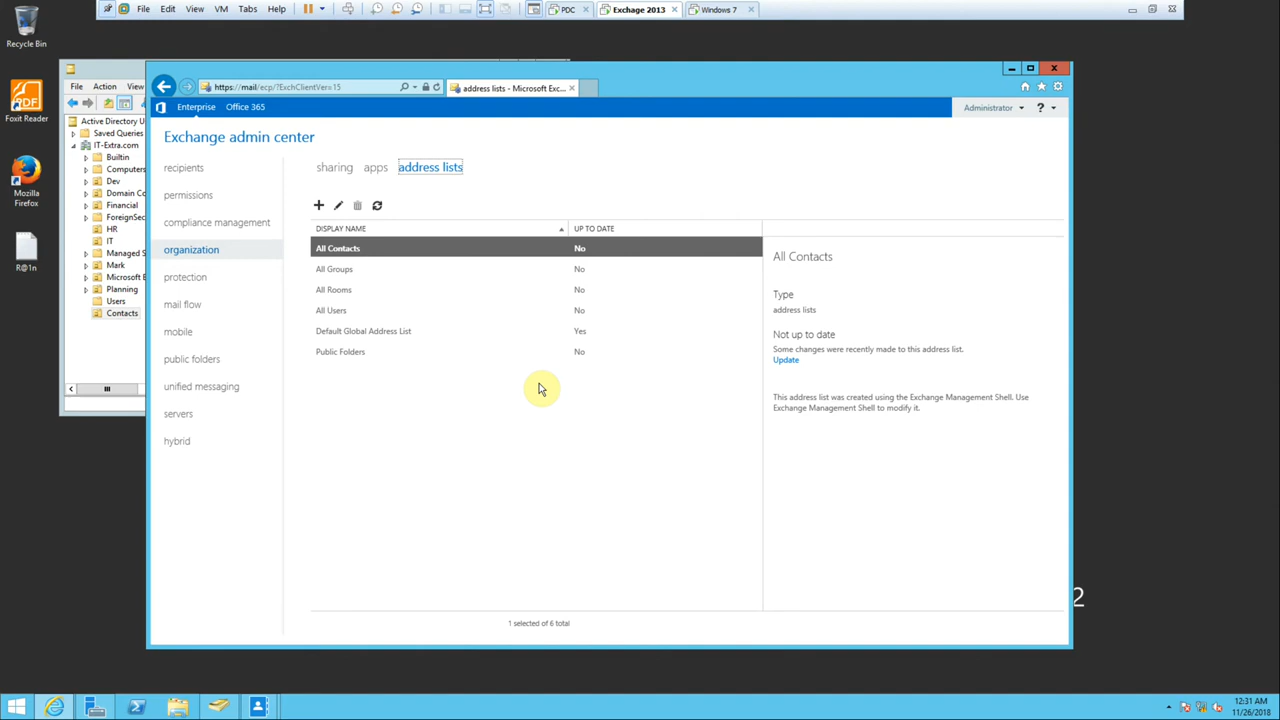 File Edit View VM Tabs Help
PDC
Exchage 2013
Windows 7
Recycle Bin
Foxit Reader
Mozilla Firefox
R@1n
File Action View
Active Directory U
Saved Queries
IT-Extra.com
Builtin
Computers
Dev
Domain Co
Financial
ForeignSec
HR
IT
Managed S
Mark
Microsoft E
Planning
Users
Contacts
https://mail/ecp/?ExchClientVer=15
address lists - Microsoft Exc...
Enterprise Office 365
Administrator ?
Exchange admin center
recipients
permissions
compliance management
organization
protection
mail flow
mobile
public folders
unified messaging
servers
hybrid
sharing apps address lists
DISPLAY NAME UP TO DATE
All Contacts No
All Groups No
All Rooms No
All Users No
Default Global Address List Yes
Public Folders No
1 selected of 6 total
All Contacts
Type
address lists
Not up to date
Some changes were recently made to this address list.
Update
This address list was created using the Exchange Management Shell. Use
Exchange Management Shell to modify it.
2
12:31 AM
11/26/2018